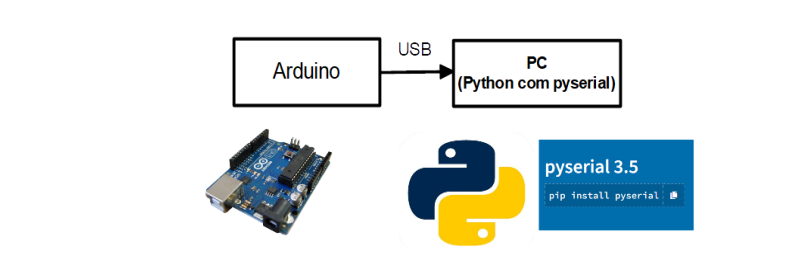 USB
Arduino
PC
(Python com pyserial)
pyserial 3.5
pip install pyserial